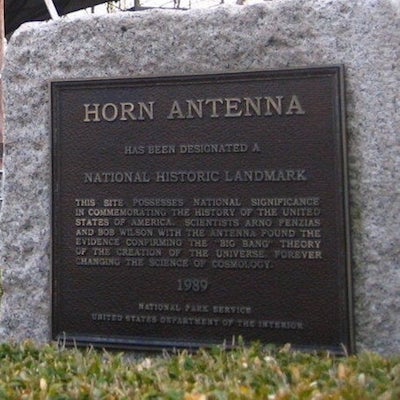 HORN ANTENNA
HAS BEEN DESIGNATED A
NATIONAL HISTORIC LANDMARK
THIS SITE POSSESSES NATIONAL SIGNIFICANCE
IN COMMEMORATING THE HISTORY OF THE UNITED
STATES OF AMERICA. SCIENTISTS ARNO PENZIAS
AND BOB WILSON WITH THE ANTENNA FOUND THE
EVIDENCE CONFIRMING THE "BIG BANG" THEORY
OF THE CREATION OF THE UNIVERSE, FOREVER
CHANGING THE SCIENCE OF COSMOLOGY.
1989
NATIONAL PARK SERVICE
UNITED STATES DEPARTMENT OF THE INTERIOR